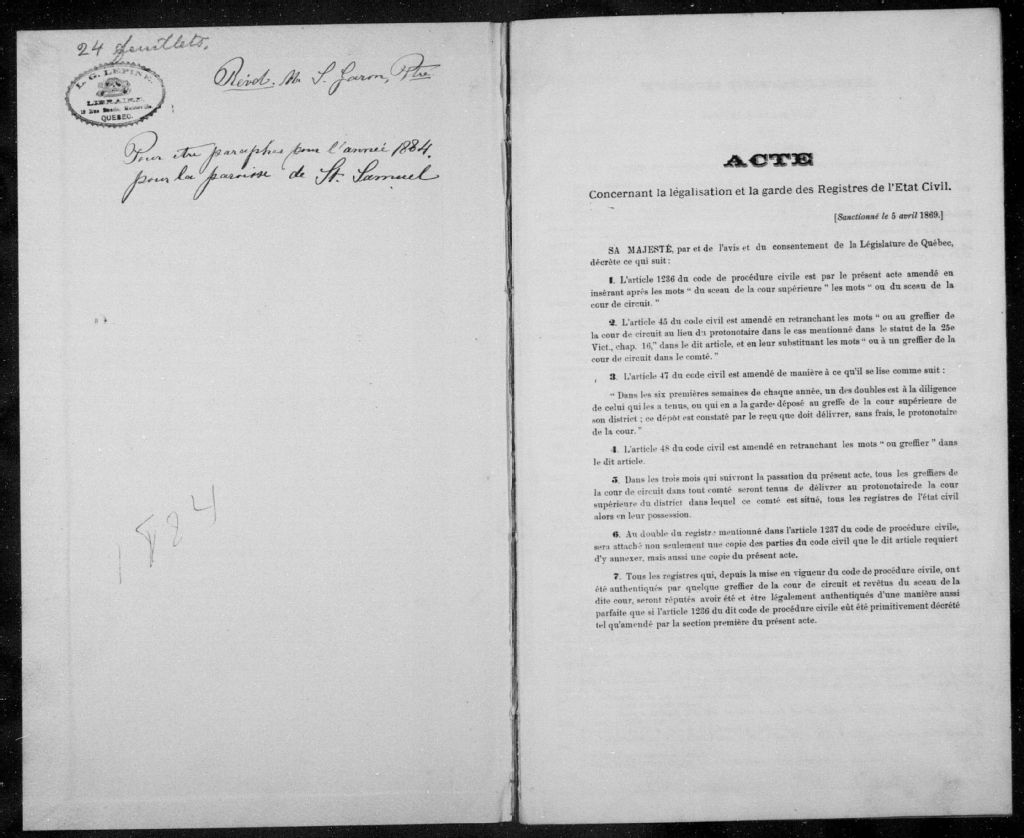 24 feuillets.
L. G. LEPINE.
LIBRAIRE.
QUEBEC.
Révd. Mr S. Garon, Ptre
Pour être paraphé pour l'année 1884.
pour la paroisse de St. Samuel
1884
ACTE
Concernant la légalisation et la garde des Registres de l'Etat Civil.
[Sanctionné le 5 avril 1869.]
SA MAJESTÉ, par et de l'avis et du consentement de la Législature de Québec,
décrète ce qui suit :
1. L'article 1236 du code de procédure civile est par le présent acte amendé en
insérant après les mots " du sceau de la cour supérieure " les mots " ou du sceau de la
cour de circuit. "
2. L'article 45 du code civil est amendé en retranchant les mots " ou au greffier de
la cour de circuit au lieu du protonotaire dans le cas mentionné dans le statut de la 25e
Vict., chap. 16," dans le dit article, et en leur substituant les mots " ou à un greffier de la
cour de circuit dans le comté. "
3. L'article 47 du code civil est amendé de manière à ce qu'il se lise comme suit :
" Dans les six premières semaines de chaque année, un des doubles est à la diligence
de celui qui les a tenus, ou qui en a la garde déposé au greffe de la cour supérieure de
son district ; ce dépôt est constaté par le reçu que doit délivrer, sans frais, le protonotaire
de la cour. "
4. L'article 48 du code civil est amendé en retranchant les mots " ou greffier " dans
le dit article.
5. Dans les trois mois qui suivront la passation du présent acte, tous les greffiers de
la cour de circuit dans tout comté seront tenus de délivrer au protonotairede la cour
supérieure du district dans lequel ce comté est situé, tous les registres de l'état civil
alors en leur possession.
6. Au double du registre mentionné dans l'article 1237 du code de procédure civile,
sera attaché non seulement une copie des parties du code civil que le dit article requiert
d'y annexer, mais aussi une copie du présent acte.
7. Tous les registres qui, depuis la mise en vigueur du code de procédure civile, ont
été authentiqués par quelque greffier de la cour de circuit et revêtus du sceau de la
dite cour, seront réputés avoir été et être légalement authentiqués d'une manière aussi
parfaite que si l'article 1236 du dit code de procédure civile eût été primitivement décrété
tel qu'amendé par la section première du présent acte.